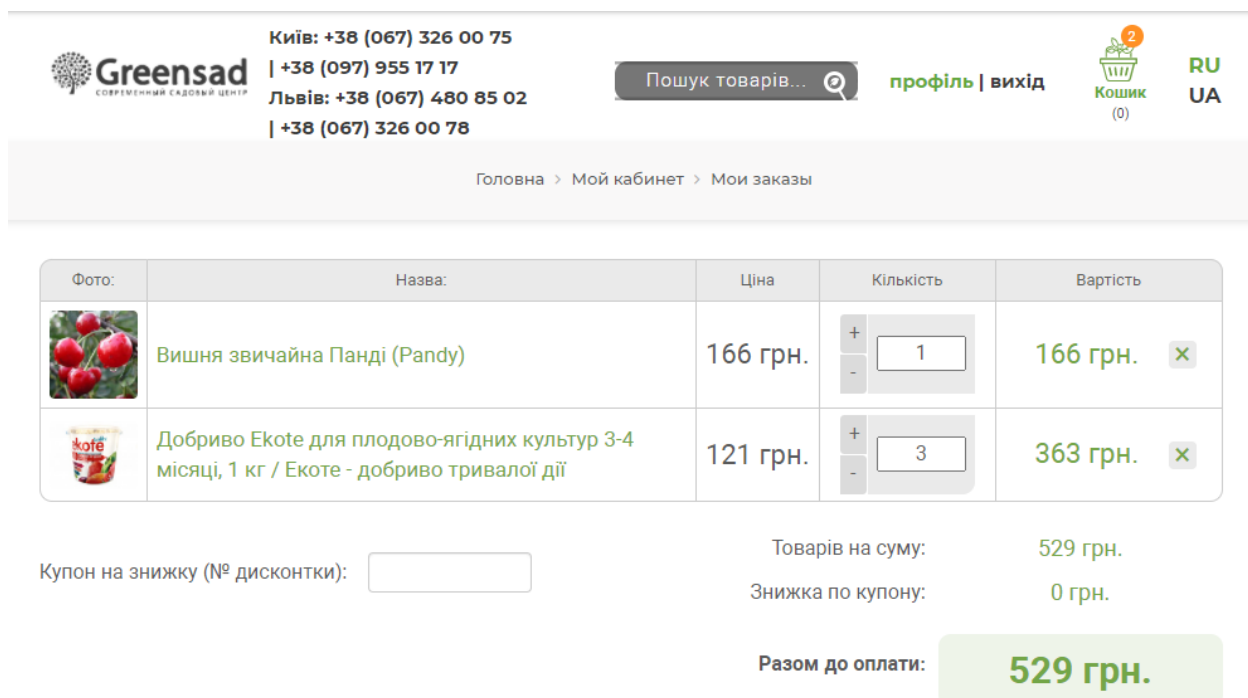 Greensad
СОВРЕМЕННЫЙ САДОВЫЙ ЦЕНТР
Київ: +38 (067) 326 00 75
| +38 (097) 955 17 17
Львів: +38 (067) 480 85 02
| +38 (067) 326 00 78
Пошук товарів...
профіль | вихід
2
Кошик
(0)
RU
UA
Головна > Мой кабинет > Мои заказы
Фото: Назва: Ціна Кількість Вартість
Вишня звичайна Панді (Pandy) 166 грн. + - 1 166 грн. ×
ekote
Добриво Ekote для плодово-ягідних культур 3-4
місяці, 1 кг / Екоте - добриво тривалої дії 121 грн. + - 3 363 грн. ×
Купон на знижку (№ дисконтки):
Товарів на суму: 529 грн.
Знижка по купону: 0 грн.
Разом до оплати: 529 грн.